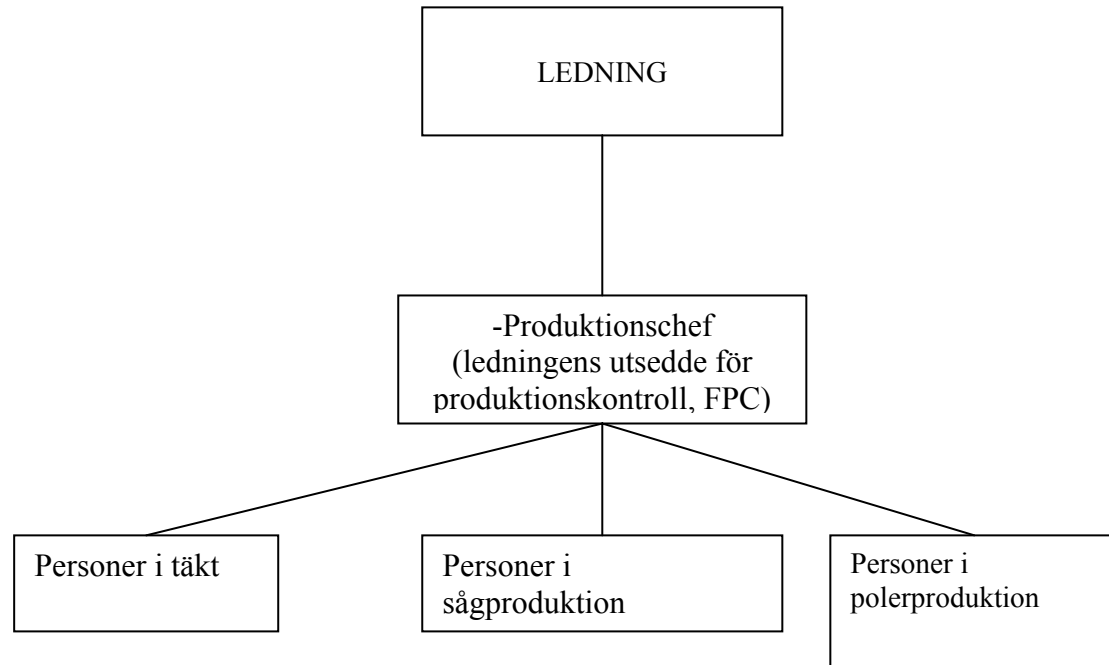 LEDNING
-Produktionschef
(ledningens utsedde för
produktionskontroll, FPC)
Personer i täkt
Personer i
sågproduktion
Personer i
polerproduktion